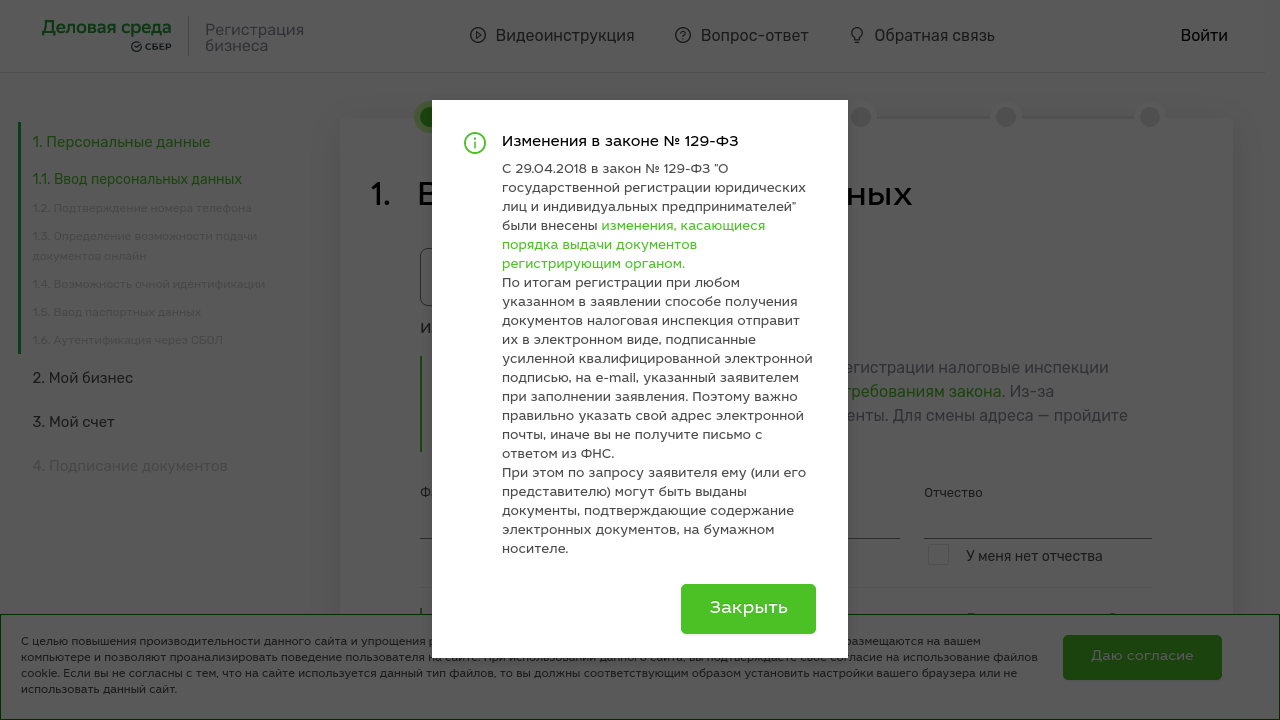 Деловая среда
СБЕР
Регистрация
бизнеса
Видеоинструкция
Вопрос-ответ
Обратная связь
Войти
1. Персональные данные
1.1. Ввод персональных данных
1.2. Подтверждение номера телефона
1.3. Определение возможности подачи
документов онлайн
1.4. Возможность очной идентификации
1.5. Ввод паспортных данных
1.6. Аутентификация через СБОЛ
2. Мой бизнес
3. Мой счет
4. Подписание документов
1.
Изменения в законе № 129-ФЗ
С 29.04.2018 в закон № 129-ФЗ "О
государственной регистрации юридических
лиц и индивидуальных предпринимателей"
были внесены изменения, касающиеся
порядка выдачи документов
регистрирующим органом.
По итогам регистрации при любом
указанном в заявлении способе получения
документов налоговая инспекция отправит
их в электронном виде, подписанные
усиленной квалифицированной электронной
подписью, на e-mail, указанный заявителем
при заполнении заявления. Поэтому важно
правильно указать свой адрес электронной
почты, иначе вы не получите письмо с
ответом из ФНС.
При этом по запросу заявителя ему (или его
представителю) могут быть выданы
документы, подтверждающие содержание
электронных документов, на бумажном
носителе.
Закрыть
егистрации налоговые инспекции
требованиям закона. Из-за
енты. Для смены адреса — пройдите
Отчество
У меня нет отчества
С целью повышения производительности данного сайта и упрощения размещаются на вашем
компьютере и позволяют проанализировать поведение пользователя на сайте. При использовании данного сайта, вы подтверждаете свое согласие на использование файлов
cookie. Если вы не согласны с тем, что на сайте используется данный тип файлов, то вы должны соответствующим образом установить настройки вашего браузера или не
использовать данный сайт.
Даю согласие